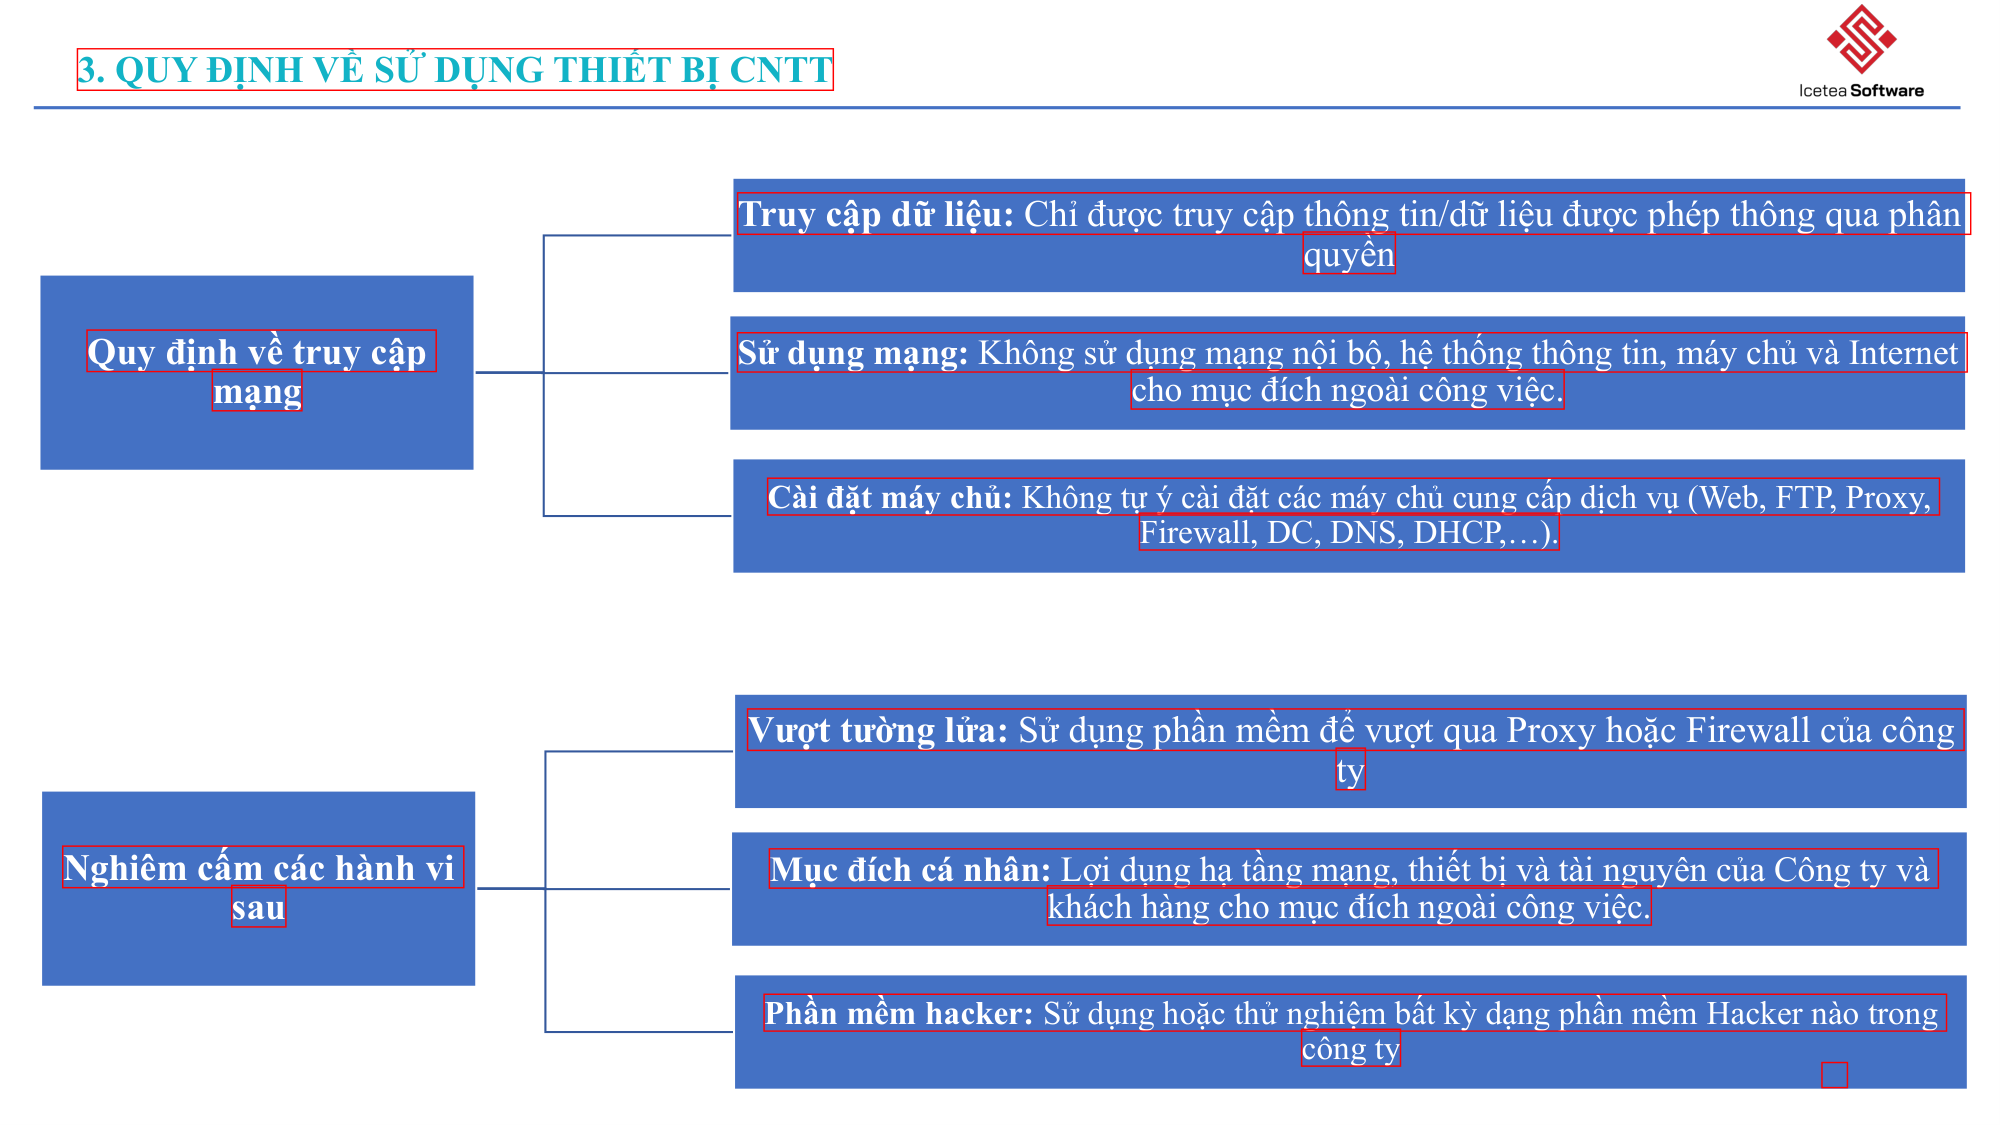 3. QUY ĐỊNH VỀ SỬ DỤNG THIẾT BỊ CNTT
Icetea Software
Quy định về truy cập
mạng
Truy cập dữ liệu: Chỉ được truy cập thông tin/dữ liệu được phép thông qua phân
quyền
Sử dụng mạng: Không sử dụng mạng nội bộ, hệ thống thông tin, máy chủ và Internet
cho mục đích ngoài công việc.
Cài đặt máy chủ: Không tự ý cài đặt các máy chủ cung cấp dịch vụ (Web, FTP, Proxy,
Firewall, DC, DNS, DHCP,…).
Nghiêm cấm các hành vi
sau
Vượt tường lửa: Sử dụng phần mềm để vượt qua Proxy hoặc Firewall của công
ty
Mục đích cá nhân: Lợi dụng hạ tầng mạng, thiết bị và tài nguyên của Công ty và
khách hàng cho mục đích ngoài công việc.
Phần mềm hacker: Sử dụng hoặc thử nghiệm bất kỳ dạng phần mềm Hacker nào trong
công ty